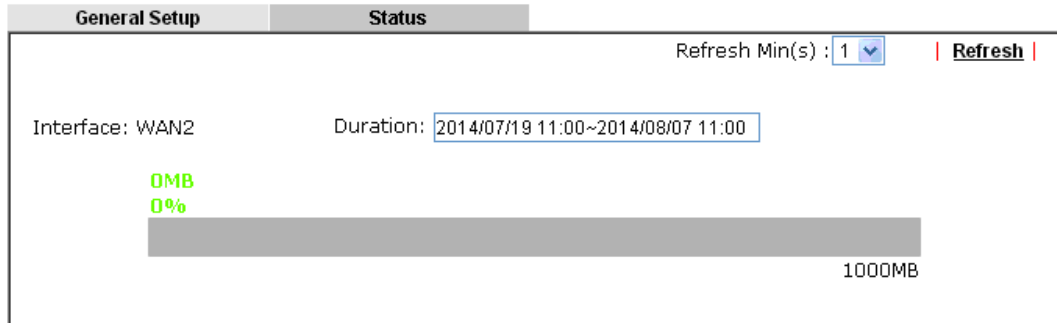 General Setup Status
Refresh Min(s) : 1 | Refresh |
Interface: WAN2 Duration: 2014/07/19 11:00~2014/08/07 11:00
0MB
0%
1000MB